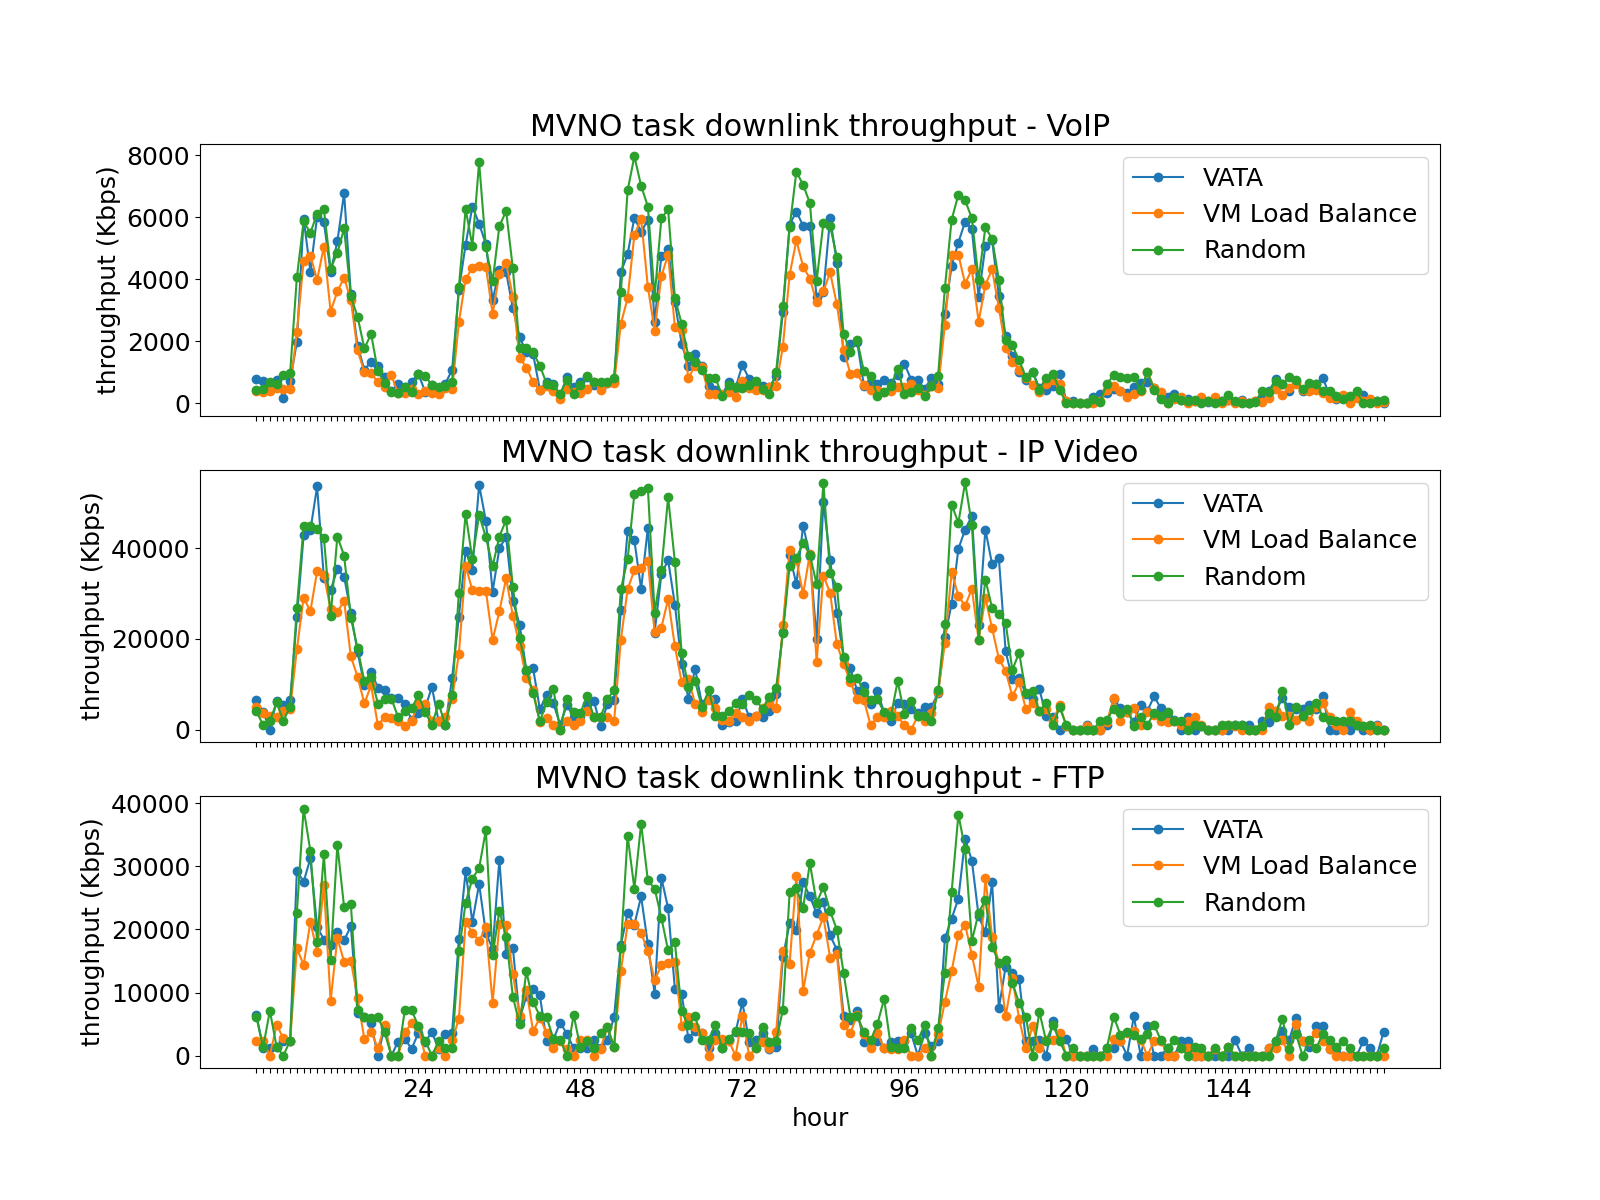 MVNO task downlink throughput - VoIP
throughput (Kbps)
8000
6000
4000
2000
0
VATA
VM Load Balance
Random
MVNO task downlink throughput - IP Video
throughput (Kbps)
40000
20000
0
VATA
VM Load Balance
Random
MVNO task downlink throughput - FTP
throughput (Kbps)
40000
30000
20000
10000
0
VATA
VM Load Balance
Random
24 48 72 96 120 144
hour